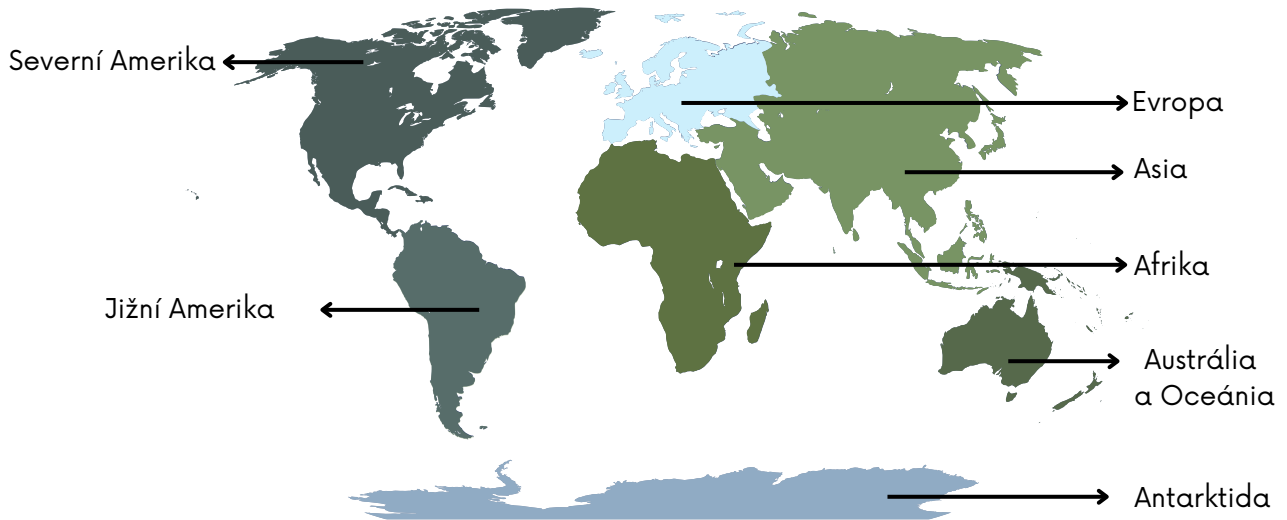 Severní Amerika
Evropa
Asia
Afrika
Jižní Amerika
Austrália
a Oceánia
Antarktida